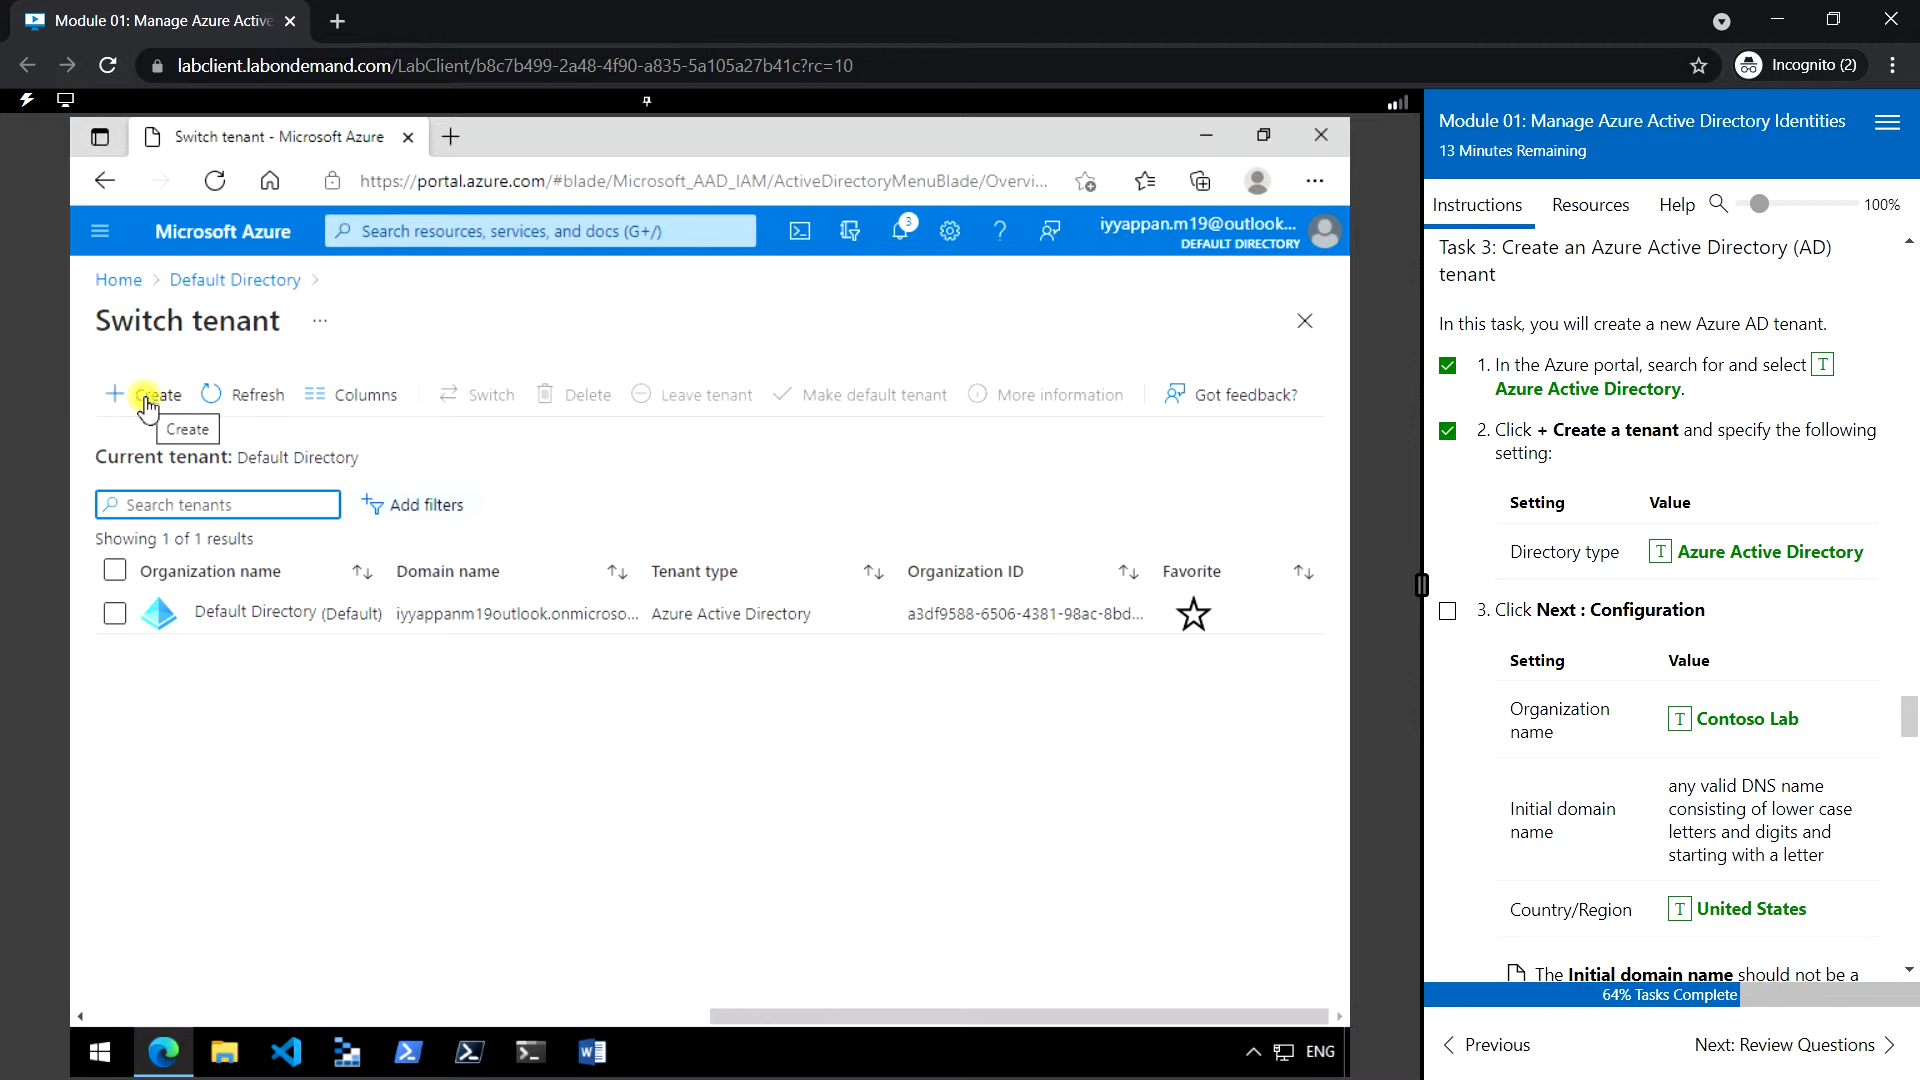 Module 01: Manage Azure Active
labclient.labondemand.com/LabClient/b8c7b499-2a48-4f90-a835-5a105a27b41c?rc=10
Incognito (2)
Switch tenant - Microsoft Azure
https://portal.azure.com/#blade/Microsoft_AAD_IAM/ActiveDirectoryMenuBlade/Overvi...
Microsoft Azure
Search resources, services, and docs (G+/)
3
iyyappan.m19@outlook...
DEFAULT DIRECTORY
Home > Default Directory >
Switch tenant ...
Create Refresh Columns Switch Delete Leave tenant Make default tenant More information Got feedback?
Create
Current tenant: Default Directory
Search tenants
Add filters
Showing 1 of 1 results
Organization name Domain name Tenant type Organization ID Favorite
Default Directory (Default) iyyappanm19outlook.onmicroso... Azure Active Directory a3df9588-6506-4381-98ac-8bd...
ENG
Module 01: Manage Azure Active Directory Identities
13 Minutes Remaining
Instructions Resources Help 100%
Task 3: Create an Azure Active Directory (AD)
tenant
In this task, you will create a new Azure AD tenant.
1. In the Azure portal, search for and select T
Azure Active Directory.
2. Click + Create a tenant and specify the following
setting:
Setting Value
Directory type T Azure Active Directory
3. Click Next : Configuration
Setting Value
Organization
name
T Contoso Lab
Initial domain
name
any valid DNS name
consisting of lower case
letters and digits and
starting with a letter
Country/Region T United States
The Initial domain name should not be a
64% Tasks Complete
Previous
Next: Review Questions